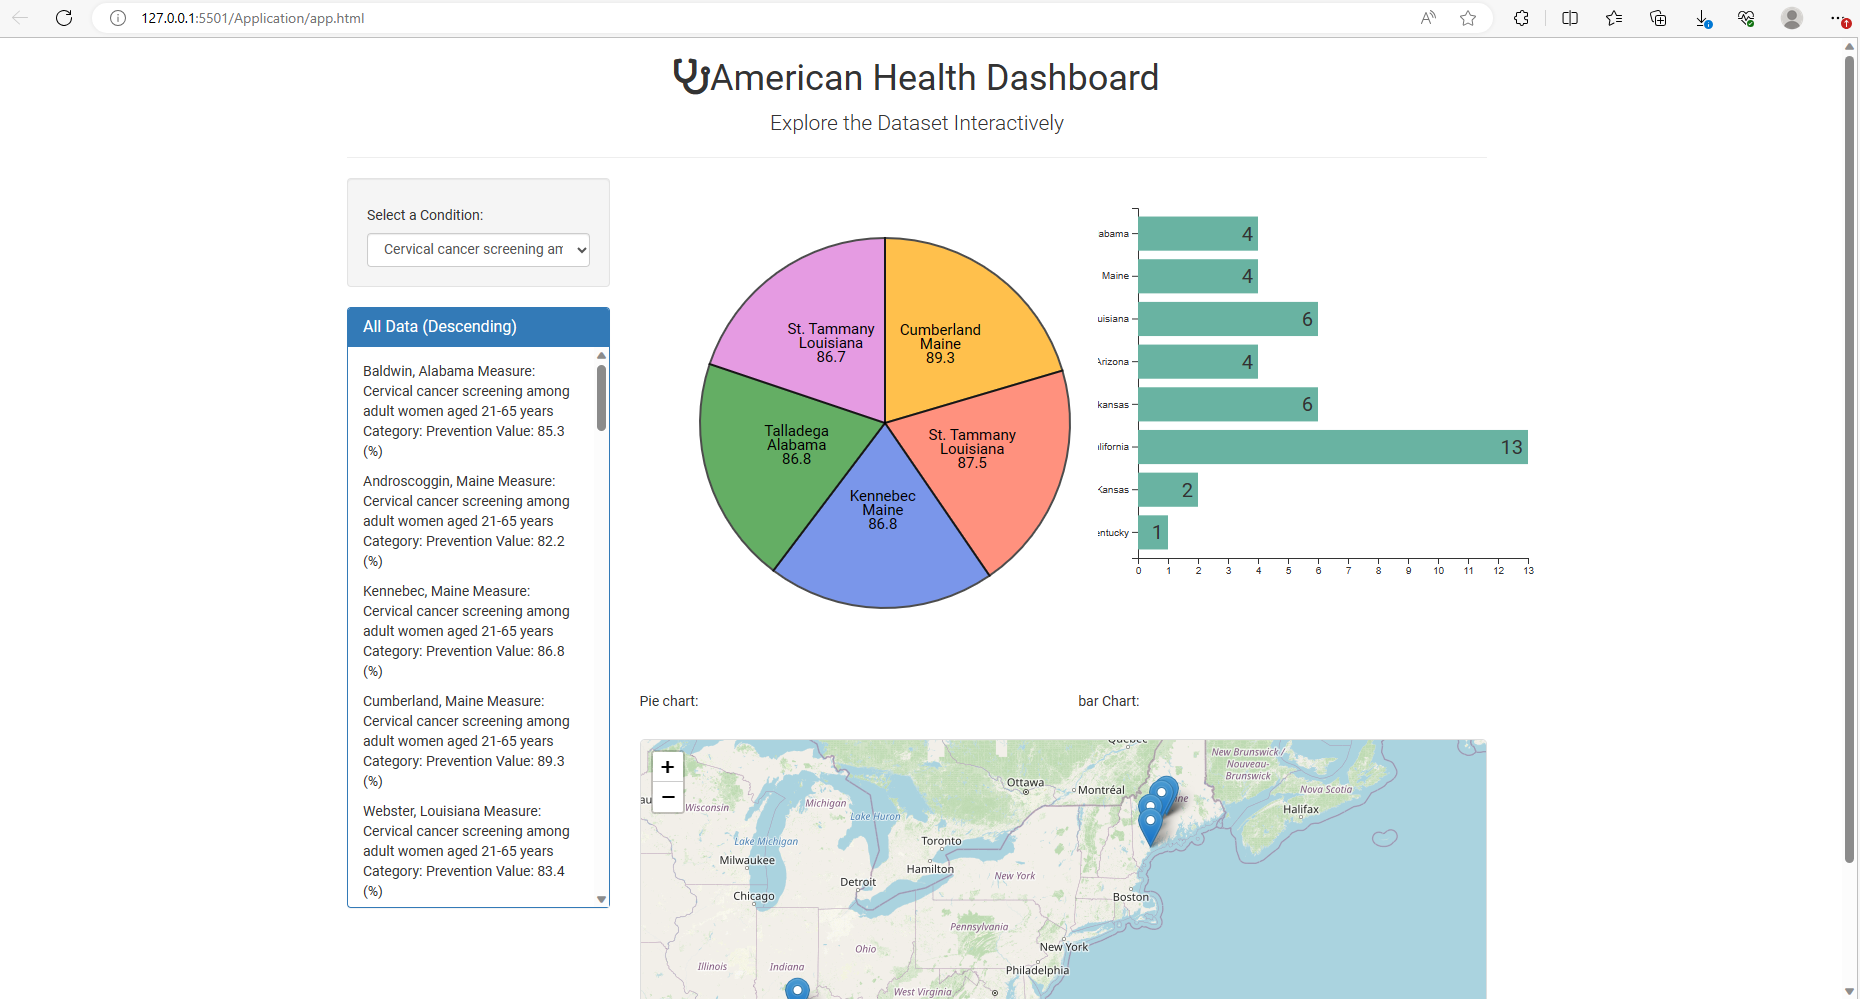 127.0.0.1:5501/Application/app.html
American Health Dashboard
Explore the Dataset Interactively
Select a Condition:
Cervical cancer screening am
All Data (Descending)
Baldwin, Alabama Measure:
Cervical cancer screening among
adult women aged 21-65 years
Category: Prevention Value: 85.3
(%)
Androscoggin, Maine Measure:
Cervical cancer screening among
adult women aged 21-65 years
Category: Prevention Value: 82.2
(%)
Kennebec, Maine Measure:
Cervical cancer screening among
adult women aged 21-65 years
Category: Prevention Value: 86.8
(%)
Cumberland, Maine Measure:
Cervical cancer screening among
adult women aged 21-65 years
Category: Prevention Value: 89.3
(%)
Webster, Louisiana Measure:
Cervical cancer screening among
adult women aged 21-65 years
Category: Prevention Value: 83.4
(%)
St. Tammany
Louisiana
86.7
Cumberland
Maine
89.3
Talladega
Alabama
86.8
St. Tammany
Louisiana
87.5
Kennebec
Maine
86.8
abama
4
Maine
4
uisiana
6
Arizona
4
kansas
6
lifornia
13
Kansas
2
entucky
1
0 1 2 3 4 5 6 7 8 9 10 11 12 13
Pie chart:
bar Chart:
+
−
Québec
New Brunswick /
Nouveau-
Brunswick
Ottawa
Montréal
Nova Scotia
Halifax
Wisconsin
Michigan
Lake Huron
Lake Michigan
Toronto
Milwaukee
Hamilton
Detroit
New York
Chicago
Boston
Pennsylvania
New York
Ohio
Illinois
Indiana
Philadelphia
West Virginia